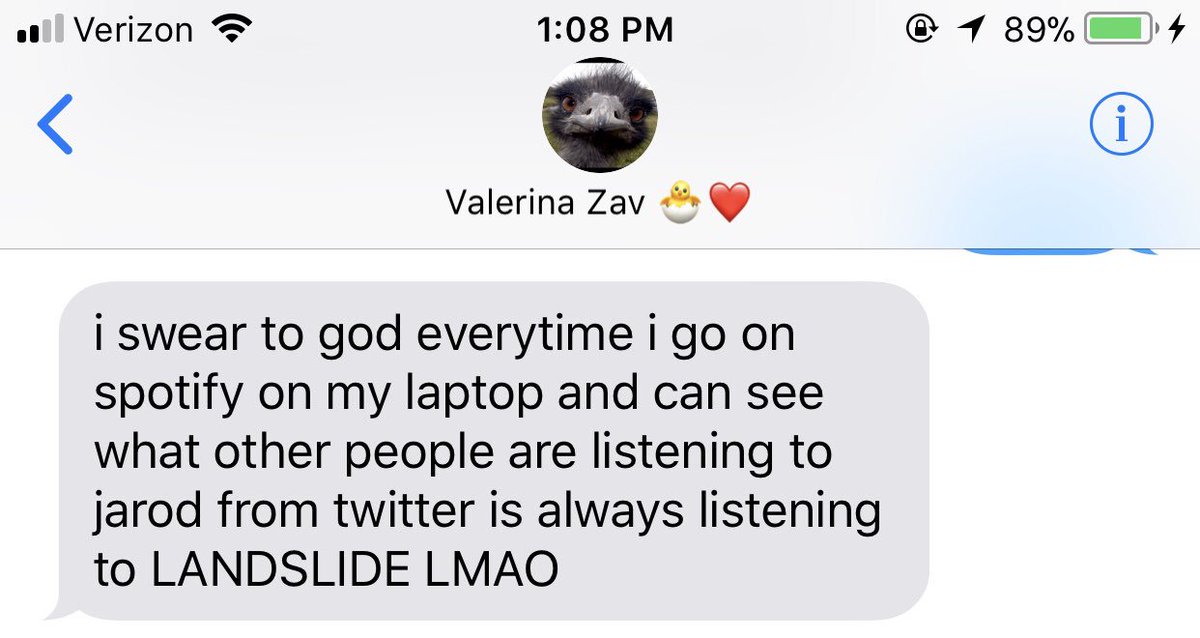 Verizon 1:08 PM 89%
Valerina Zav 🐣❤️
i swear to god everytime i go on
spotify on my laptop and can see
what other people are listening to
jarod from twitter is always listening
to LANDSLIDE LMAO